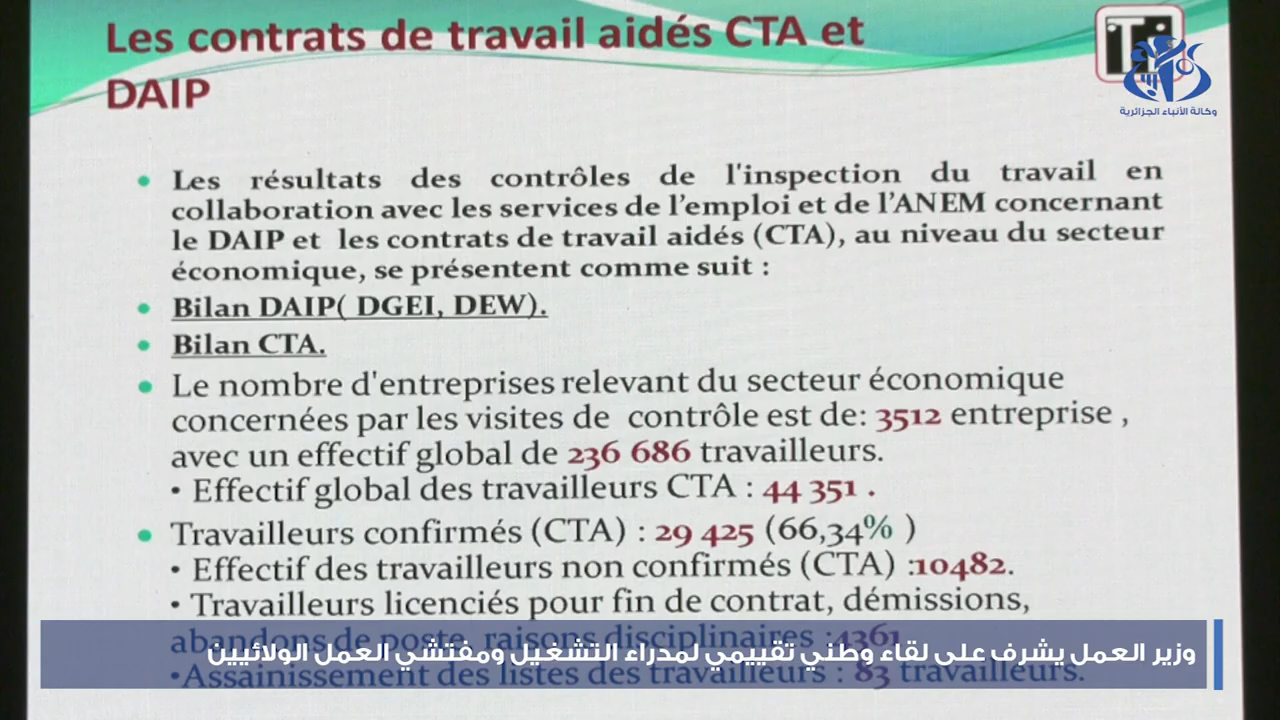 Les contrats de travail aidés CTA et
DAIP
وكالة الأنباء الجزائرية
• Les résultats des contrôles de l'inspection du travail en
collaboration avec les services de l'emploi et de l'ANEM concernant
le DAIP et les contrats de travail aidés (CTA), au niveau du secteur
économique, se présentent comme suit :
• Bilan DAIP( DGEI, DEW).
• Bilan CTA.
• Le nombre d'entreprises relevant du secteur économique
concernées par les visites de contrôle est de: 3512 entreprise ,
avec un effectif global de 236 686 travailleurs.
• Effectif global des travailleurs CTA : 44 351 .
• Travailleurs confirmés (CTA) : 29 425 (66,34% )
• Effectif des travailleurs non confirmés (CTA) :10482.
• Travailleurs licenciés pour fin de contrat, démissions,
abandons de poste, raisons disciplinaires :4361
•Assainissement des listes des travailleurs : 83 travailleurs.
وزير العمل يشرف على لقاء وطني تقييمي لمدراء التشغيل ومفتشي العمل الولائيين